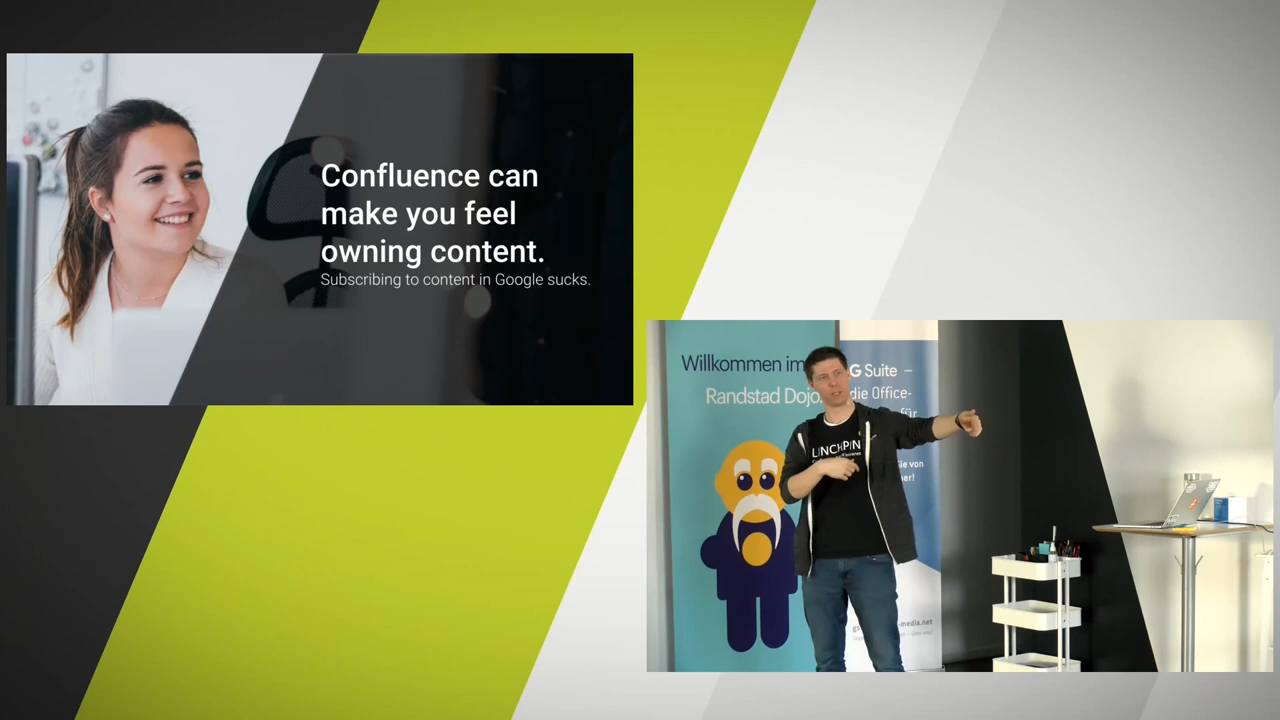 Confluence can
make you feel
owning content.
Subscribing to content in Google sucks.
Willkommen im
Randstad Dojo
G Suite –
die Office-
für
LINCHPIN